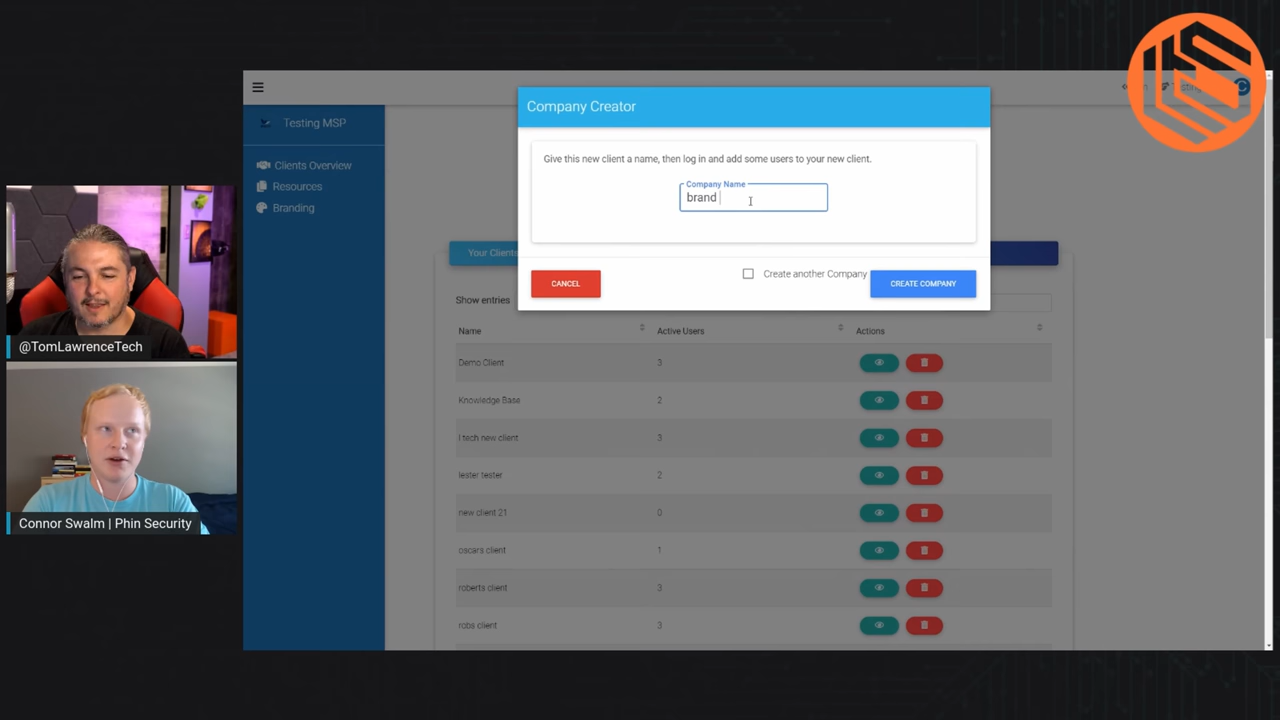 Testing MSP
Clients Overview
Resources
Branding
Company Creator
Give this new client a name, then log in and add some users to your new client.
Company Name
brand
Create another Company
CANCEL
CREATE COMPANY
Your Clients
Show entries
Name
Active Users
Actions
Demo Client
3
Knowledge Base
2
l tech new client
3
tester tester
2
new client 21
0
oscars client
1
roberts client
3
robs client
3
@TomLawrenceTech
Connor Swalm | Phin Security